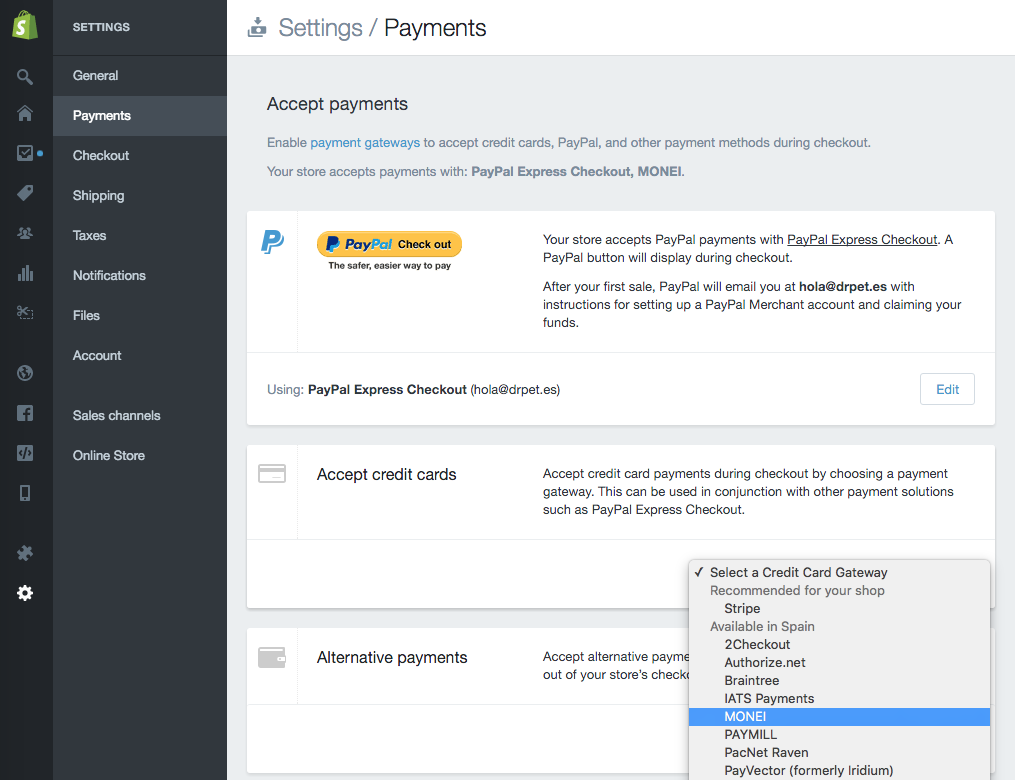 SETTINGS
General
Payments
Checkout
Shipping
Taxes
Notifications
Files
Account
Sales channels
Online Store
Settings / Payments
Accept payments
Enable payment gateways to accept credit cards, PayPal, and other payment methods during checkout.
Your store accepts payments with: PayPal Express Checkout, MONEI.
PayPal Check out
The safer, easier way to pay
Your store accepts PayPal payments with PayPal Express Checkout. A
PayPal button will display during checkout.
After your first sale, PayPal will email you at hola@drpet.es with
instructions for setting up a PayPal Merchant account and claiming your
funds.
Using: PayPal Express Checkout (hola@drpet.es)
Edit
Accept credit cards
Accept credit card payments during checkout by choosing a payment
gateway. This can be used in conjunction with other payment solutions
such as PayPal Express Checkout.
Alternative payments
Accept alternative payme
out of your store's checko
✓ Select a Credit Card Gateway
Recommended for your shop
Stripe
Available in Spain
2Checkout
Authorize.net
Braintree
IATS Payments
MONEI
PAYMILL
PacNet Raven
PayVector (formerly Iridium)